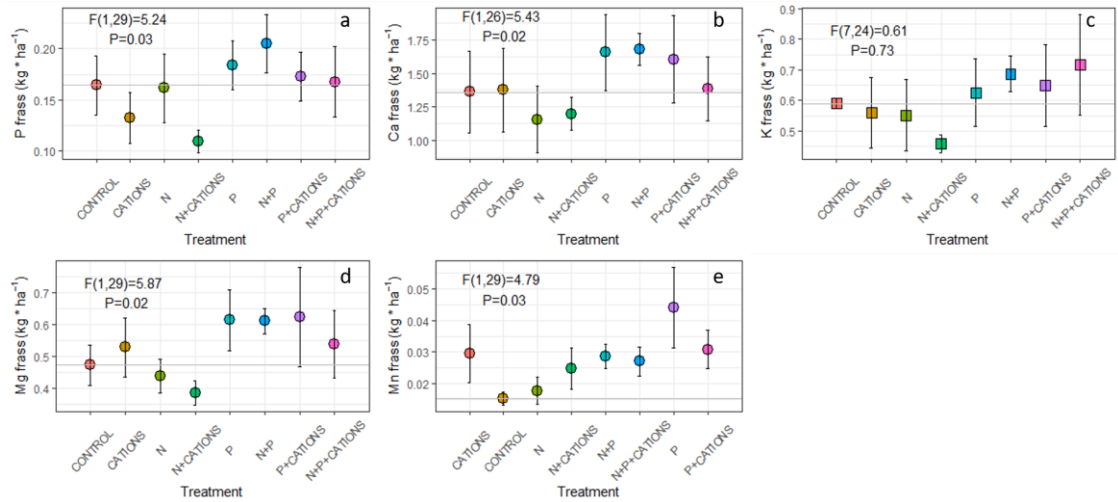 a
F(1,29)=5.24
P=0.03
P frass (kg * ha⁻¹)
0.20
0.15
0.10
CONTROL
CATIONS
N
N+CATIONS
P
N+P
P+CATIONS
N+P+CATIONS
Treatment
b
F(1,26)=5.43
P=0.02
Ca frass (kg * ha⁻¹)
1.75
1.50
1.25
1.00
CONTROL
CATIONS
N
N+CATIONS
P
N+P
P+CATIONS
N+P+CATIONS
Treatment
c
F(7,24)=0.61
P=0.73
K frass (kg * ha⁻¹)
0.9
0.8
0.7
0.6
0.5
CONTROL
CATIONS
N
N+CATIONS
P
N+P
P+CATIONS
N+P+CATIONS
Treatment
d
F(1,29)=5.87
P=0.02
Mg frass (kg * ha⁻¹)
0.7
0.6
0.5
0.4
CONTROL
CATIONS
N
N+CATIONS
P
N+P
P+CATIONS
N+P+CATIONS
Treatment
e
F(1,29)=4.79
P=0.03
Mn frass (kg * ha⁻¹)
0.05
0.04
0.03
0.02
CATIONS
CONTROL
N
N+CATIONS
N+P
N+P+CATIONS
P
P+CATIONS
Treatment